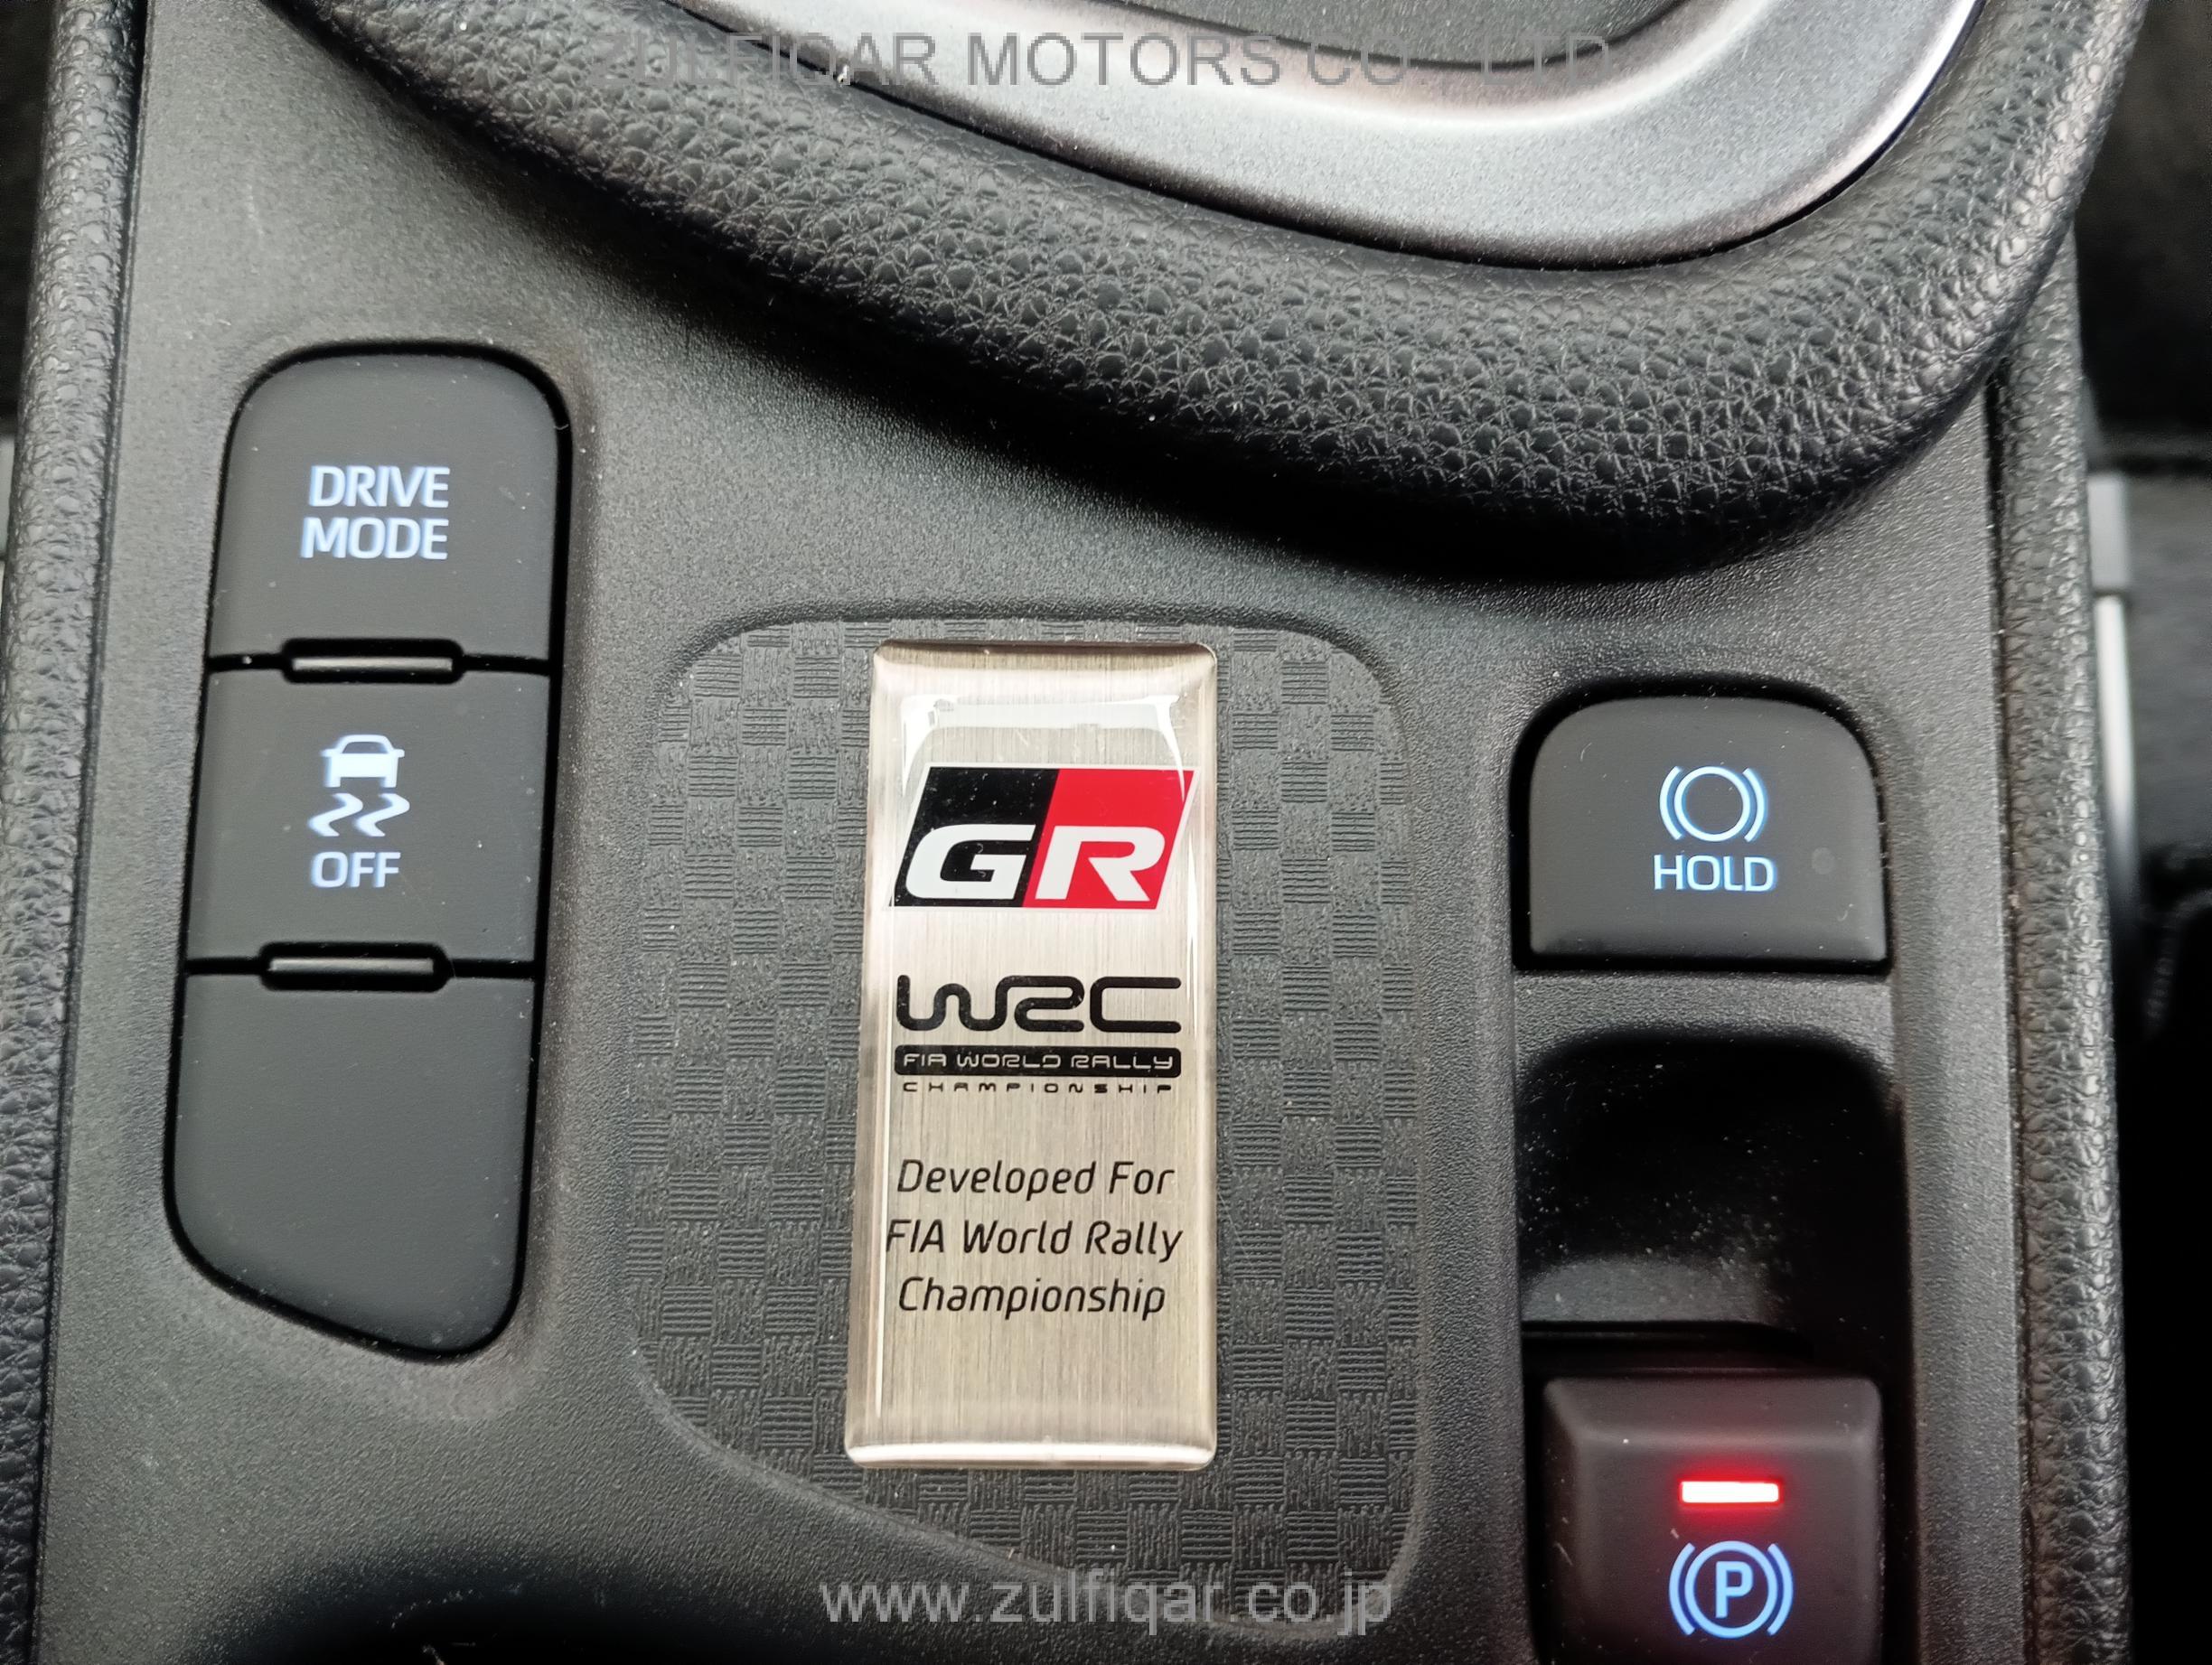 ZULFIQAR MOTORS CO. LTD
DRIVE
MODE
OFF
GR
WRC
FIA WORLD RALLY
CHAMPIONSHIP
Developed For
FIA World Rally
Championship
HOLD
P
www.zulfiqar.co.jp